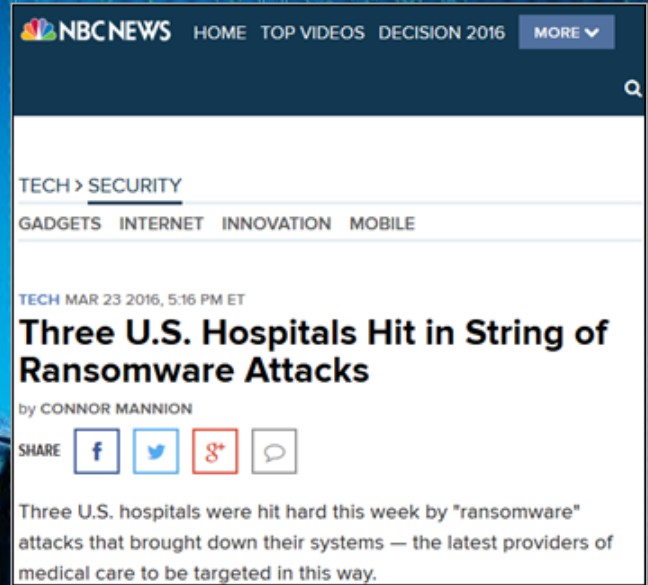 NBC NEWS HOME TOP VIDEOS DECISION 2016 MORE
TECH > SECURITY
GADGETS INTERNET INNOVATION MOBILE
TECH MAR 23 2016, 5:16 PM ET
Three U.S. Hospitals Hit in String of
Ransomware Attacks
by CONNOR MANNION
SHARE f g+
Three U.S. hospitals were hit hard this week by "ransomware"
attacks that brought down their systems — the latest providers of
medical care to be targeted in this way.